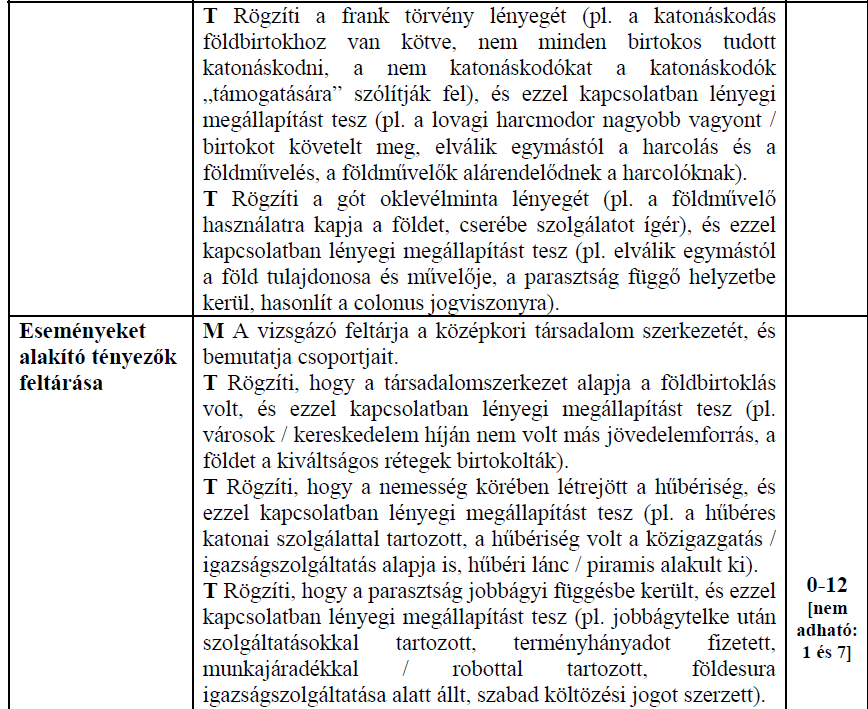 T Rögzíti a frank törvény lényegét (pl. a katonáskodás
földbirtokhoz van kötve, nem minden birtokos tudott
katonáskodni, a nem katonáskodókat a katonáskodók
„támogatására” szólítják fel), és ezzel kapcsolatban lényegi
megállapítást tesz (pl. a lovagi harcmodor nagyobb vagyont /
birtokot követelt meg, elválik egymástól a harcolás és a
földművelés, a földművelők alárendelődnek a harcolóknak).
T Rögzíti a gót oklevélminta lényegét (pl. a földművelő
használatra kapja a földet, cserébe szolgálatot ígér), és ezzel
kapcsolatban lényegi megállapítást tesz (pl. elválik egymástól
a föld tulajdonosa és művelője, a parasztság függő helyzetbe
kerül, hasonlít a colonus jogviszonyra).
Eseményeket
alakító tényezők
feltárása
M A vizsgázó feltárja a középkori társadalom szerkezetét, és
bemutatja csoportjait.
T Rögzíti, hogy a társadalomszerkezet alapja a földbirtoklás
volt, és ezzel kapcsolatban lényegi megállapítást tesz (pl.
városok / kereskedelem híján nem volt más jövedelemforrás, a
földet a kiváltságos rétegek birtokolták).
T Rögzíti, hogy a nemesség körében létrejött a hűbériség, és
ezzel kapcsolatban lényegi megállapítást tesz (pl. a hűbéres
katonai szolgálattal tartozott, a hűbériség volt a közigazgatás /
igazságszolgáltatás alapja is, hűbéri lánc / piramis alakult ki).
T Rögzíti, hogy a parasztság jobbágyi függésbe került, és ezzel
kapcsolatban lényegi megállapítást tesz (pl. jobbágytelke után
szolgáltatásokkal tartozott, terményhányadot fizetett,
munkajáradékkal / robottal tartozott, földesura
igazságszolgáltatása alatt állt, szabad költözési jogot szerzett).
0-12
[nem
adható:
1 és 7]